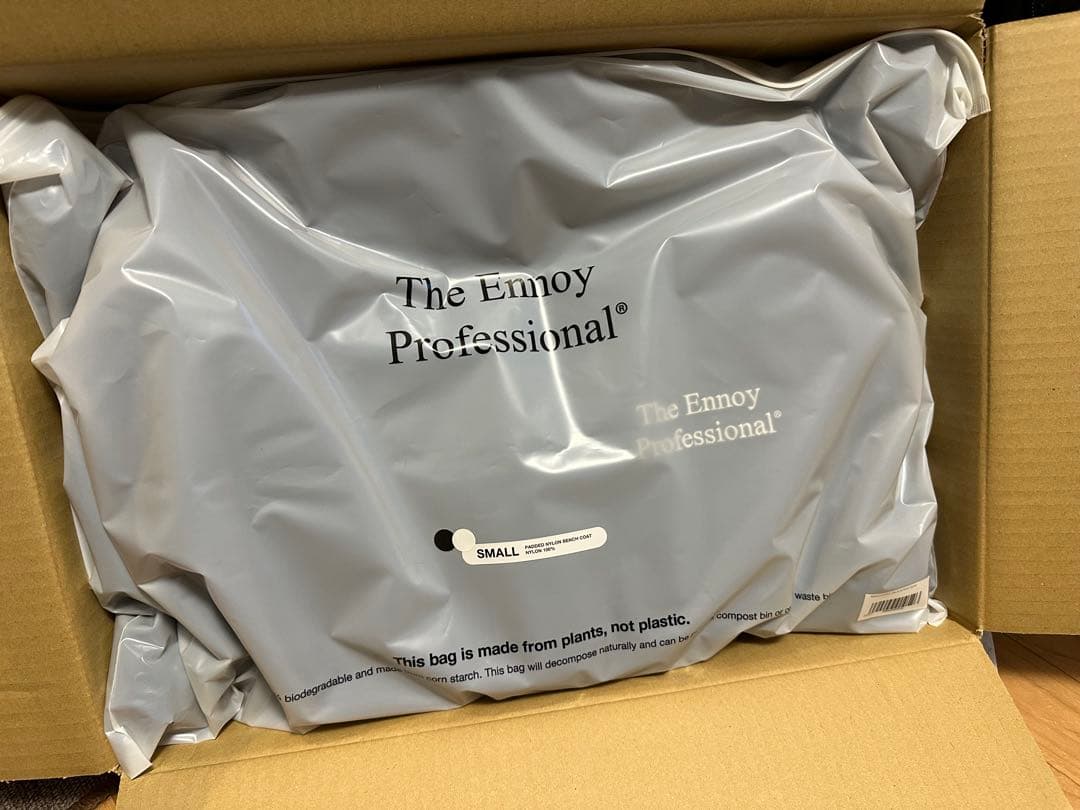 The Ennoy
Professional®
The Ennoy
Professional®
SMALL
PADDED NYLON BENCH COAT
NYLON 100%
This bag is made from plants, not plastic.
biodegradable and made corn starch. This bag will decompose naturally and can be compost bin or waste